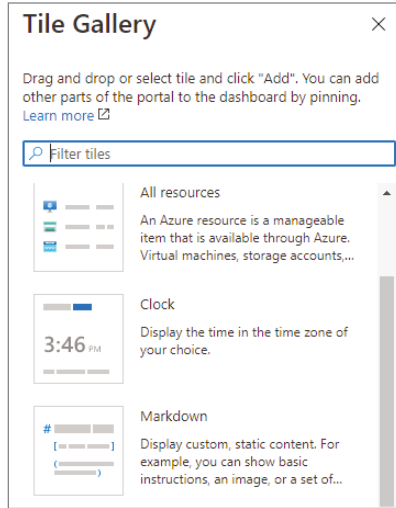 Tile Gallery
Drag and drop or select tile and click "Add". You can add
other parts of the portal to the dashboard by pinning.
Learn more
Filter tiles
All resources
An Azure resource is a manageable
item that is available through Azure.
Virtual machines, storage accounts,...
Clock
3:46 PM
Display the time in the time zone of
your choice.
Markdown
#
[
]
(
)
Display custom, static content. For
example, you can show basic
instructions, an image, or a set of...